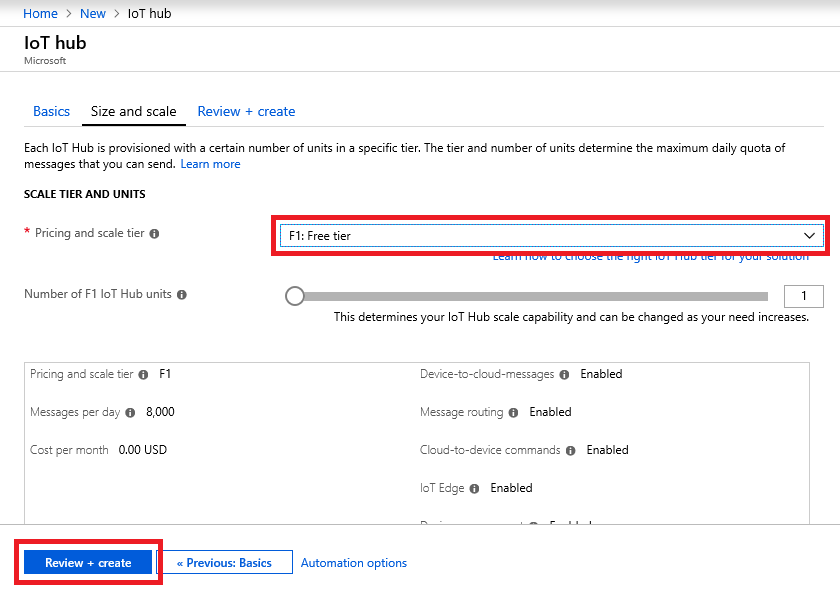 Home > New > IoT hub
IoT hub
Microsoft
Basics Size and scale Review + create
Each IoT Hub is provisioned with a certain number of units in a specific tier. The tier and number of units determine the maximum daily quota of
messages that you can send. Learn more
SCALE TIER AND UNITS
* Pricing and scale tier F1: Free tier
Learn how to choose the right IoT Hub tier for your solution
Number of F1 IoT Hub units 1
This determines your IoT Hub scale capability and can be changed as your need increases.
Pricing and scale tier F1 Device-to-cloud-messages Enabled
Messages per day 8,000 Message routing Enabled
Cost per month 0.00 USD Cloud-to-device commands Enabled
IoT Edge Enabled
Review + create « Previous: Basics Automation options